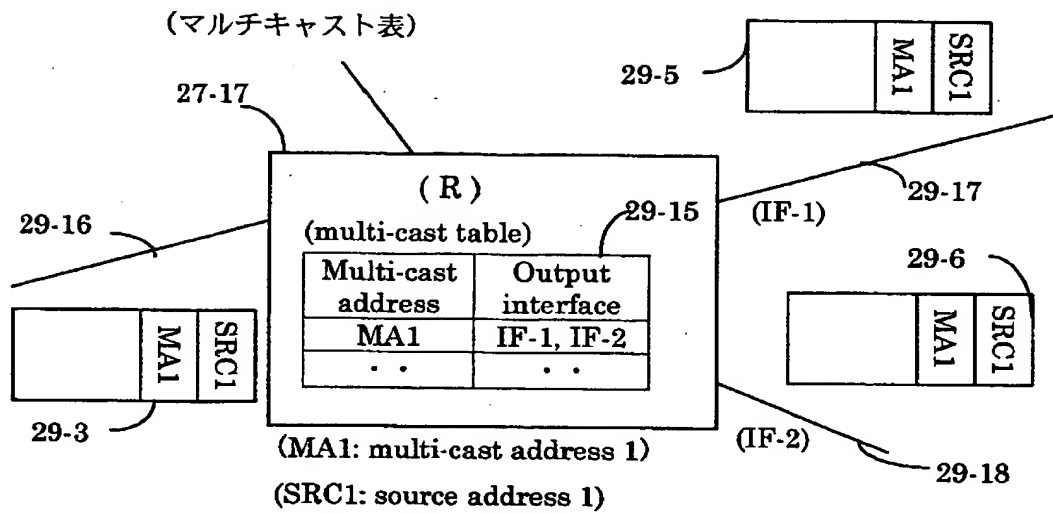 (マルチキャスト表)
27-17
29-5
MA1
SRC1
(R)
29-16
29-15
(IF-1)
29-17
(multi-cast table)
Multi-cast address
Output interface
MA1
IF-1, IF-2
・・
・・
29-6
MA1
SRC1
MA1
SRC1
29-3
(MA1: multi-cast address 1)
(IF-2)
29-18
(SRC1: source address 1)